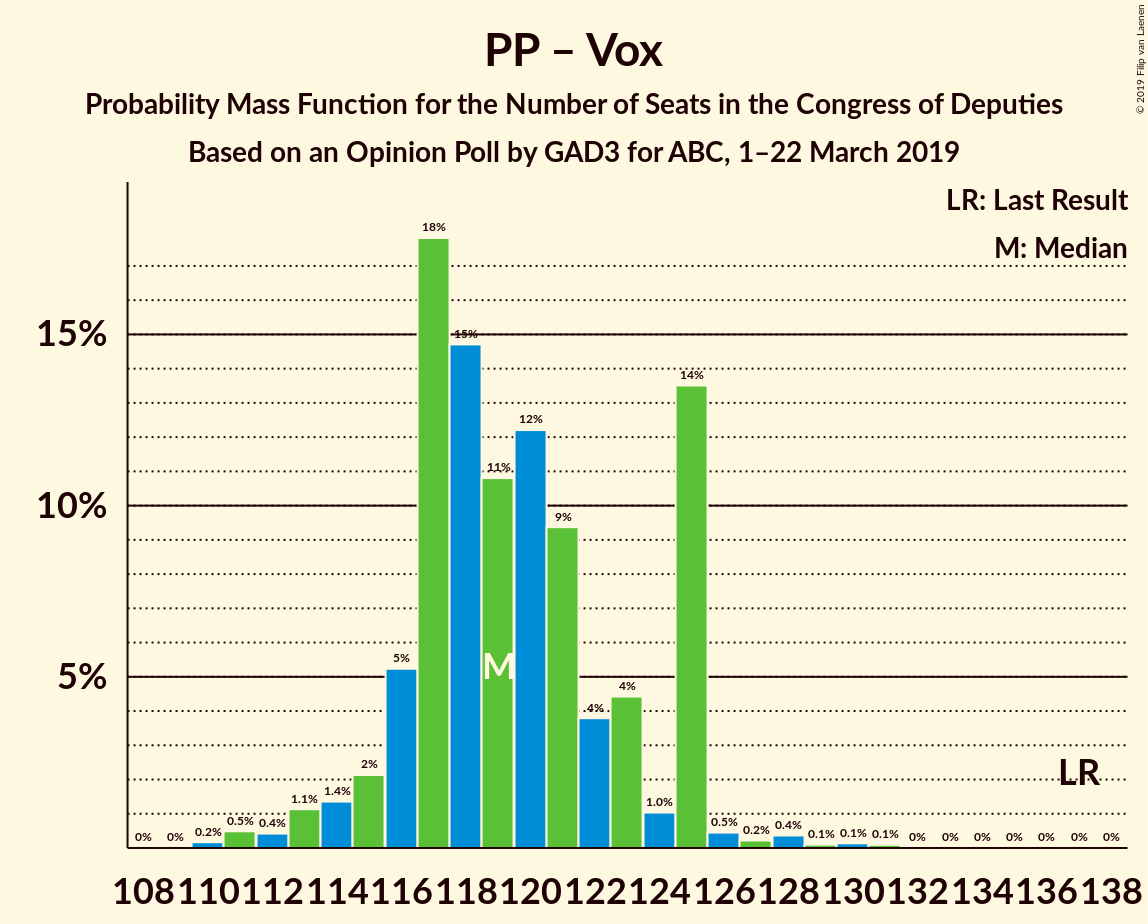 PP – Vox
Probability Mass Function for the Number of Seats in the Congress of Deputies
Based on an Opinion Poll by GAD3 for ABC, 1–22 March 2019
© 2019 Filip van Laenen
LR: Last Result
M: Median
15%
10%
5%
0% 0% 0.2% 0.5% 0.4% 1.1% 1.4% 2% 5% 18% 15% 11% 12% 9% 4% 4% 1.0% 14% 0.5% 0.2% 0.4% 0.1% 0.1% 0.1% 0% 0% 0% 0% 0% 0% 0%
M
LR
108 110 112 114 116 118 120 122 124 126 128 130 132 134 136 138